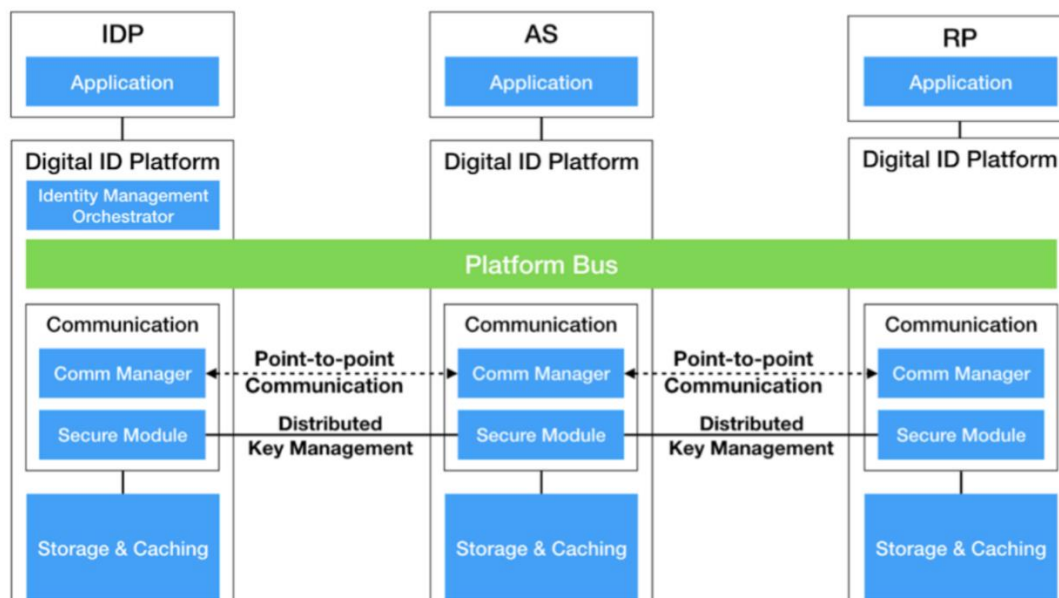 IDP
AS
RP
Application
Application
Application
Digital ID Platform
Digital ID Platform
Digital ID Platform
Identity Management
Orchestrator
Platform Bus
Communication
Communication
Communication
Comm Manager
Point-to-point
Communication
Comm Manager
Point-to-point
Communication
Comm Manager
Secure Module
Distributed
Key Management
Secure Module
Distributed
Key Management
Secure Module
Storage & Caching
Storage & Caching
Storage & Caching